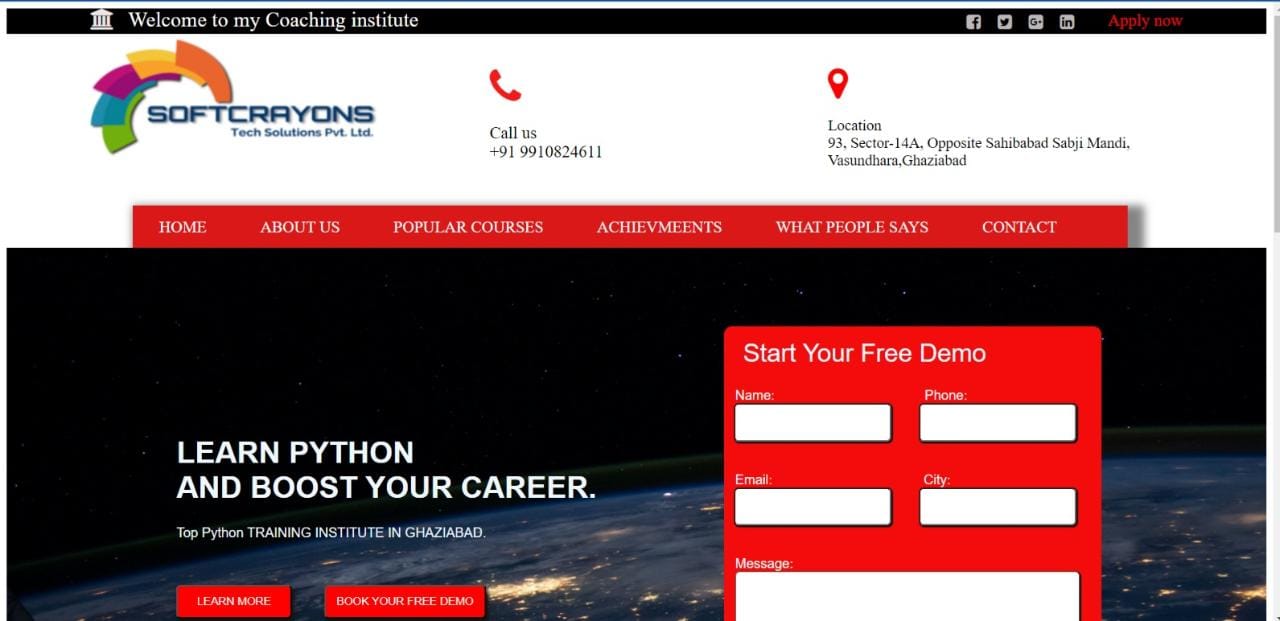 Welcome to my Coaching institute
Apply now
SOFTCRAYONS
Tech Solutions Pvt. Ltd.
Call us
+91 9910824611
Location
93, Sector-14A, Opposite Sahibabad Sabji Mandi,
Vasundhara,Ghaziabad
HOME ABOUT US POPULAR COURSES ACHIEVMEENTS WHAT PEOPLE SAYS CONTACT
LEARN PYTHON
AND BOOST YOUR CAREER.
Top Python TRAINING INSTITUTE IN GHAZIABAD.
LEARN MORE BOOK YOUR FREE DEMO
Start Your Free Demo
Name: Phone:
Email: City:
Message: